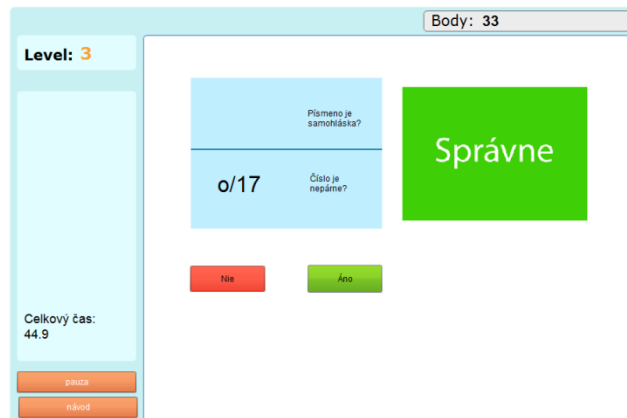 Body: 33
Level: 3
Písmeno je
samohláska?
o/17
Číslo je
nepárne?
Správne
Nie
Áno
Celkový čas:
44.9
pauza
návod